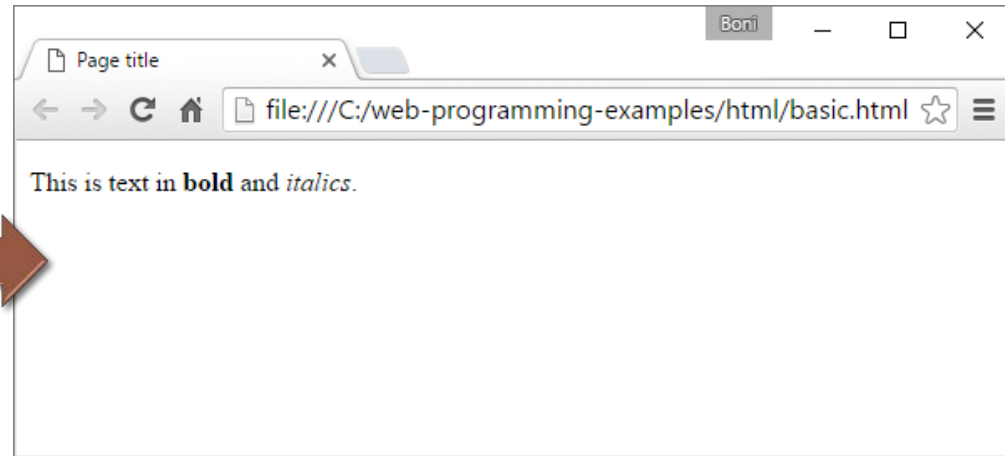 Boni
Page title
file:///C:/web-programming-examples/html/basic.html
This is text in bold and italics.